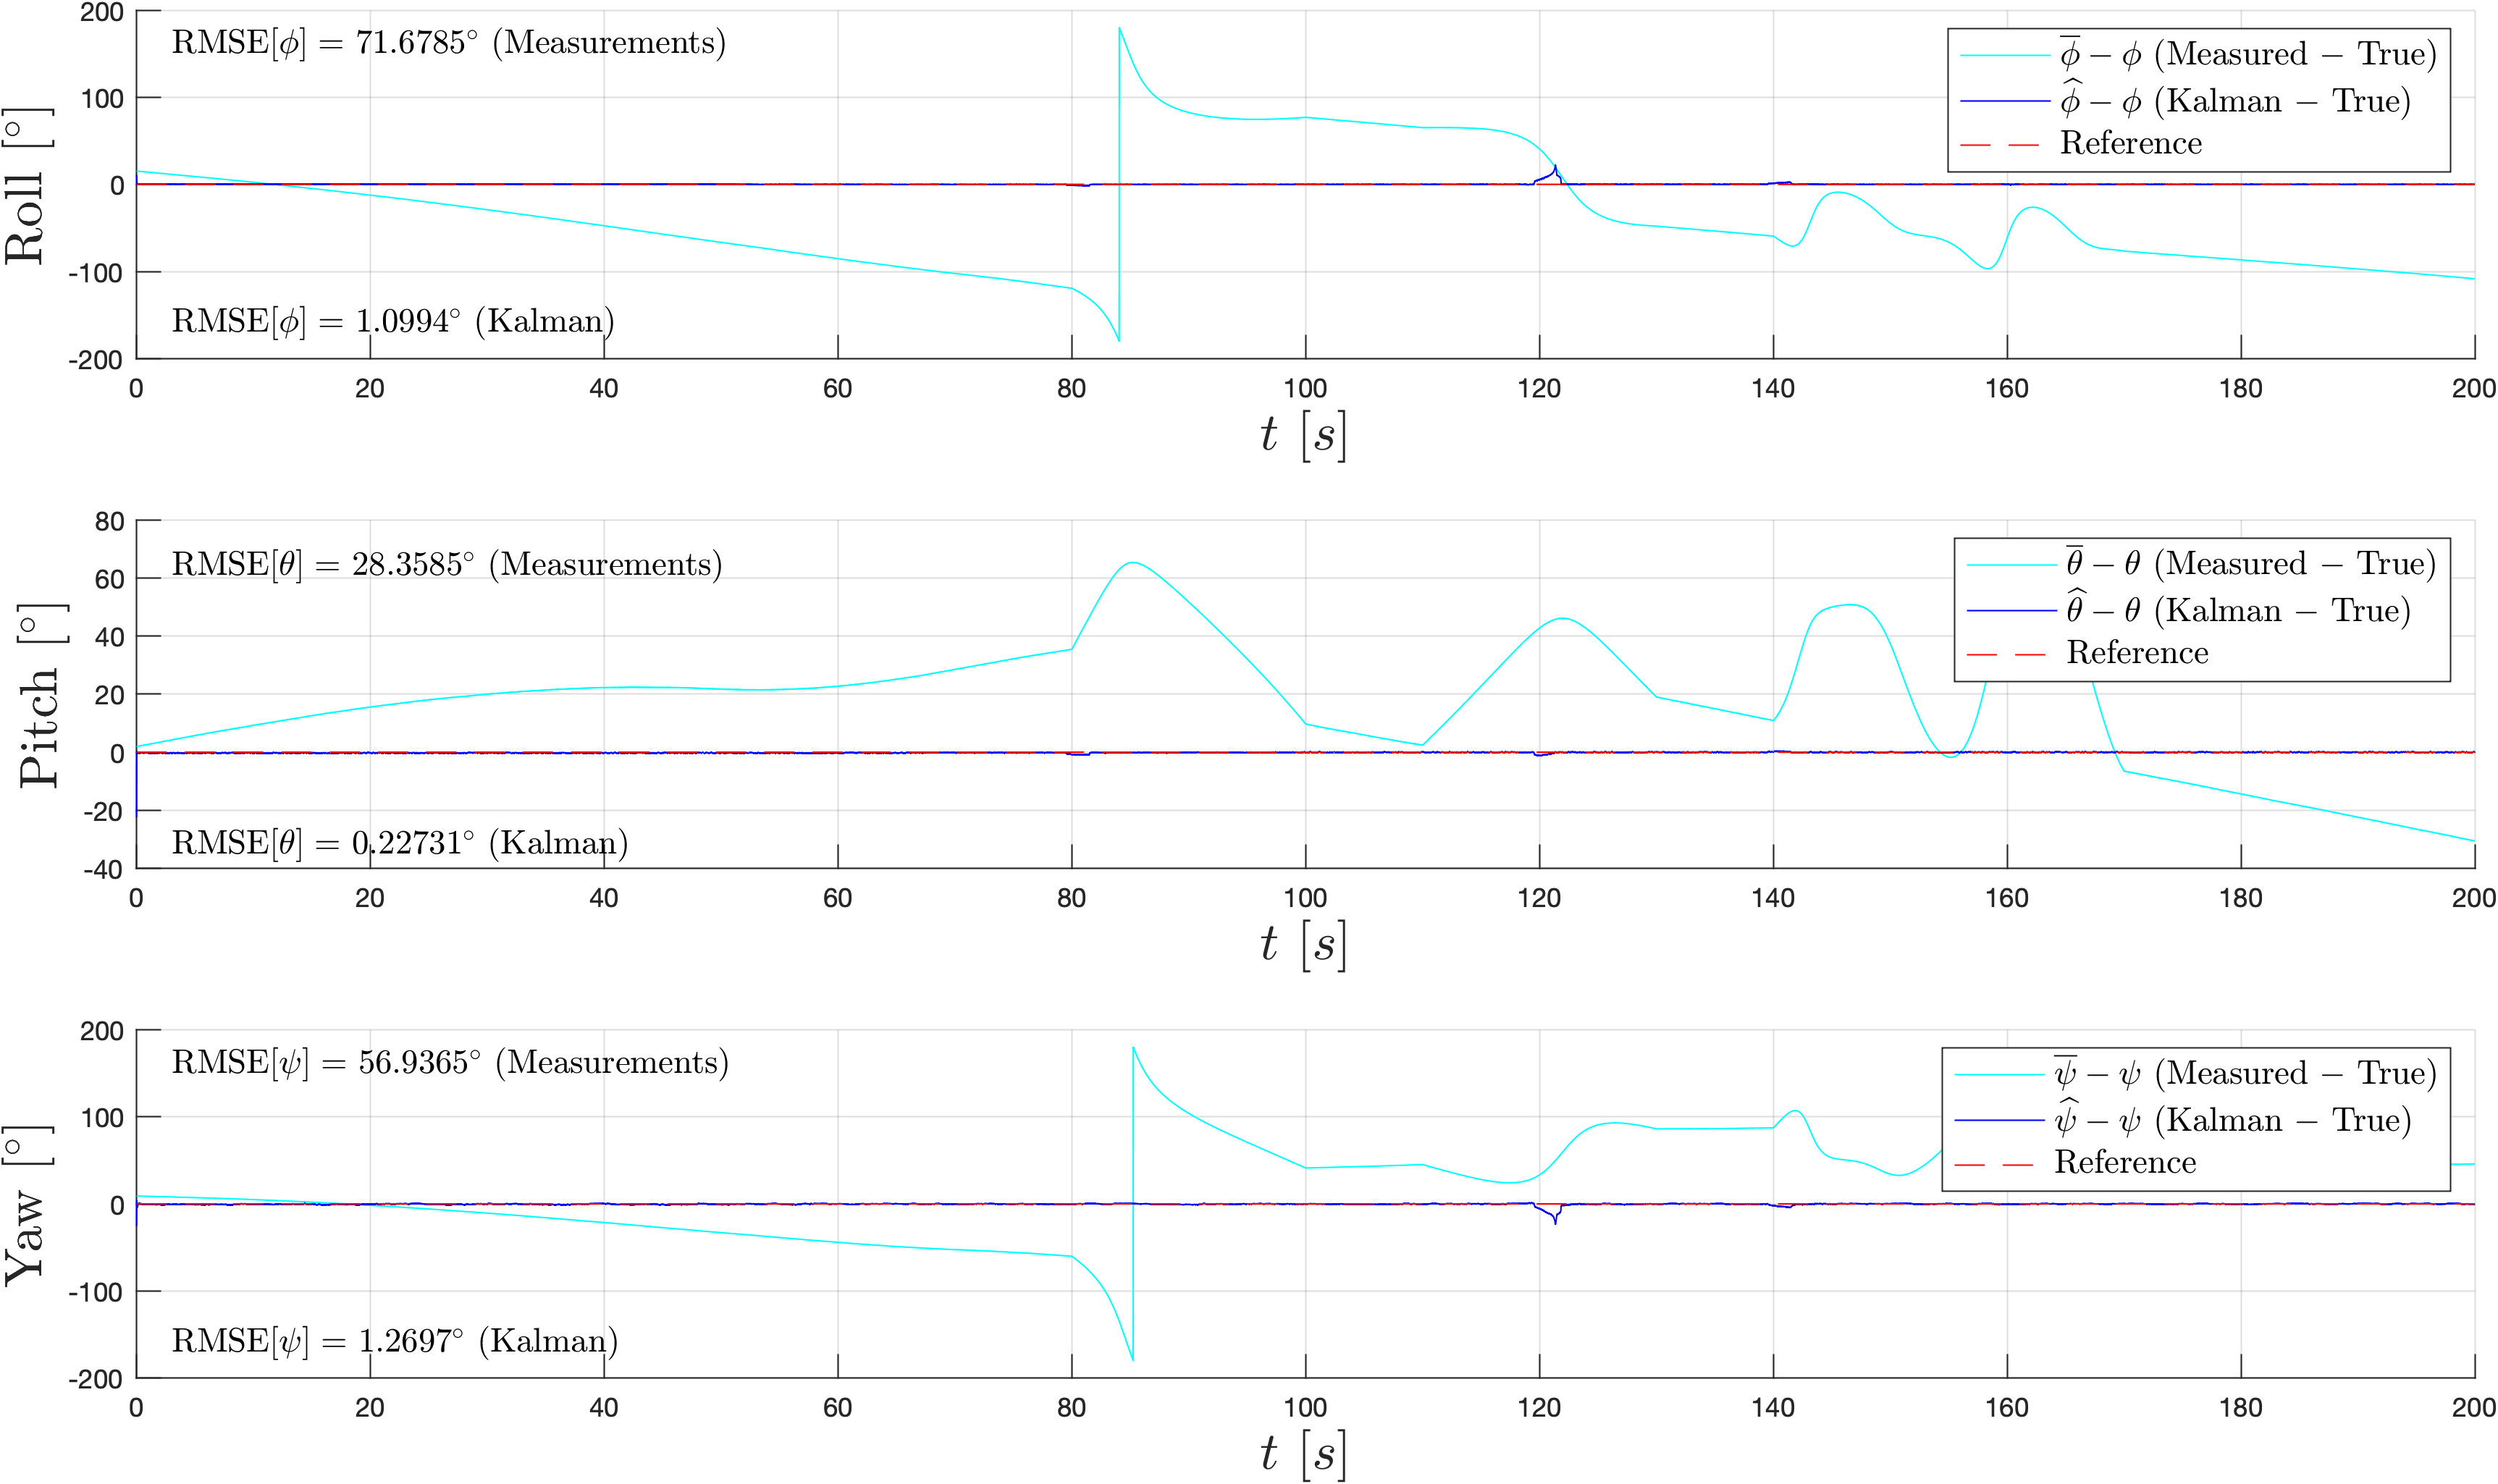 200
RMSE[ϕ] = 71.6785° (Measurements)
ϕ̅ − ϕ (Measured − True)
100
ϕ̂ − ϕ (Kalman − True)
Reference
Roll [°]
0
-100
RMSE[ϕ] = 1.0994° (Kalman)
-200
0 20 40 60 80 100 120 140 160 180 200
t [s]
80
RMSE[θ] = 28.3585° (Measurements)
θ̅ − θ (Measured − True)
60
θ̂ − θ (Kalman − True)
40
Reference
Pitch [°]
20
0
-20
RMSE[θ] = 0.22731° (Kalman)
-40
0 20 40 60 80 100 120 140 160 180 200
t [s]
200
RMSE[ψ] = 56.9365° (Measurements)
ψ̅ − ψ (Measured − True)
100
ψ̂ − ψ (Kalman − True)
Reference
Yaw [°]
0
-100
RMSE[ψ] = 1.2697° (Kalman)
-200
0 20 40 60 80 100 120 140 160 180 200
t [s]